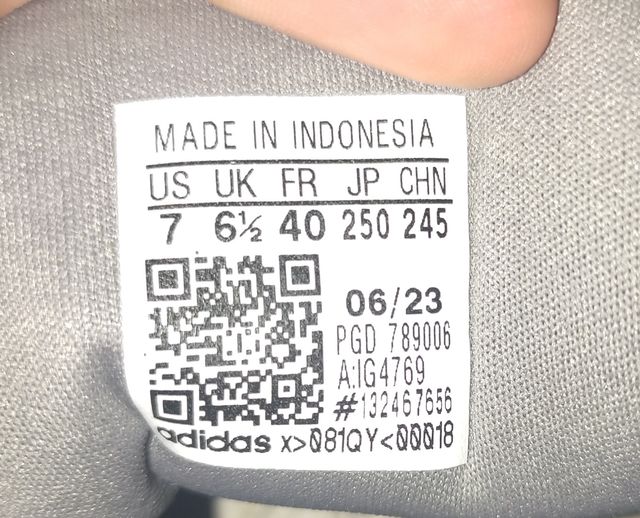 MADE IN INDONESIA
US UK FR JP CHN
7 6½ 40 250 245
06/23
PGD 789006
A:IG4769
#132467656
adidas x>081QY<00018